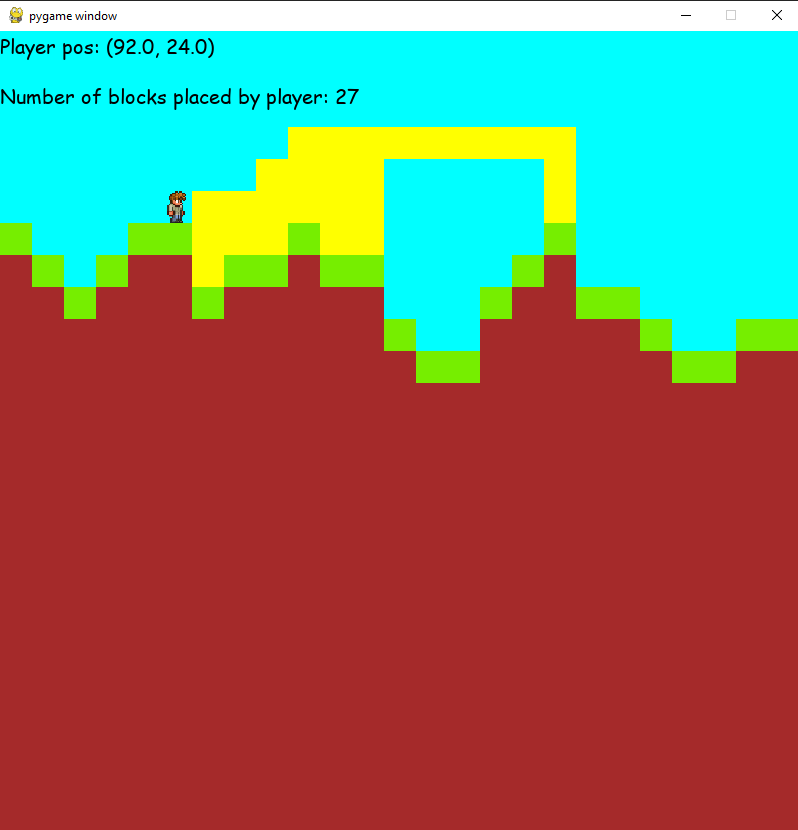 pygame window
Player pos: (92.0, 24.0)
Number of blocks placed by player: 27